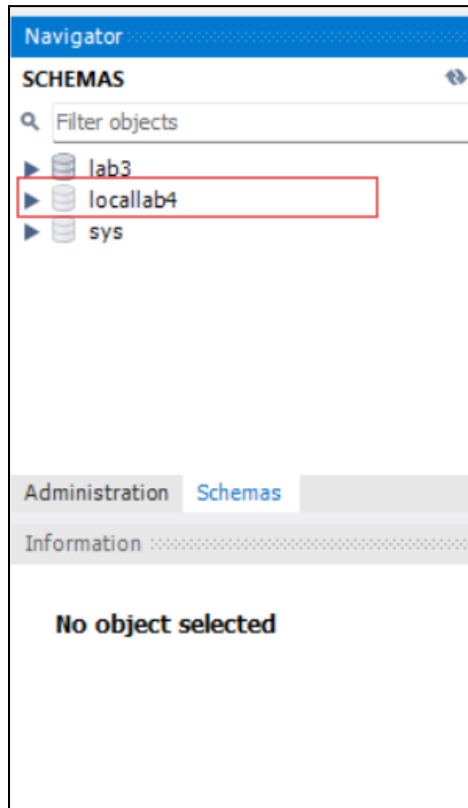 Navigator
SCHEMAS
Filter objects
lab3
locallab4
sys
Administration Schemas
Information
No object selected